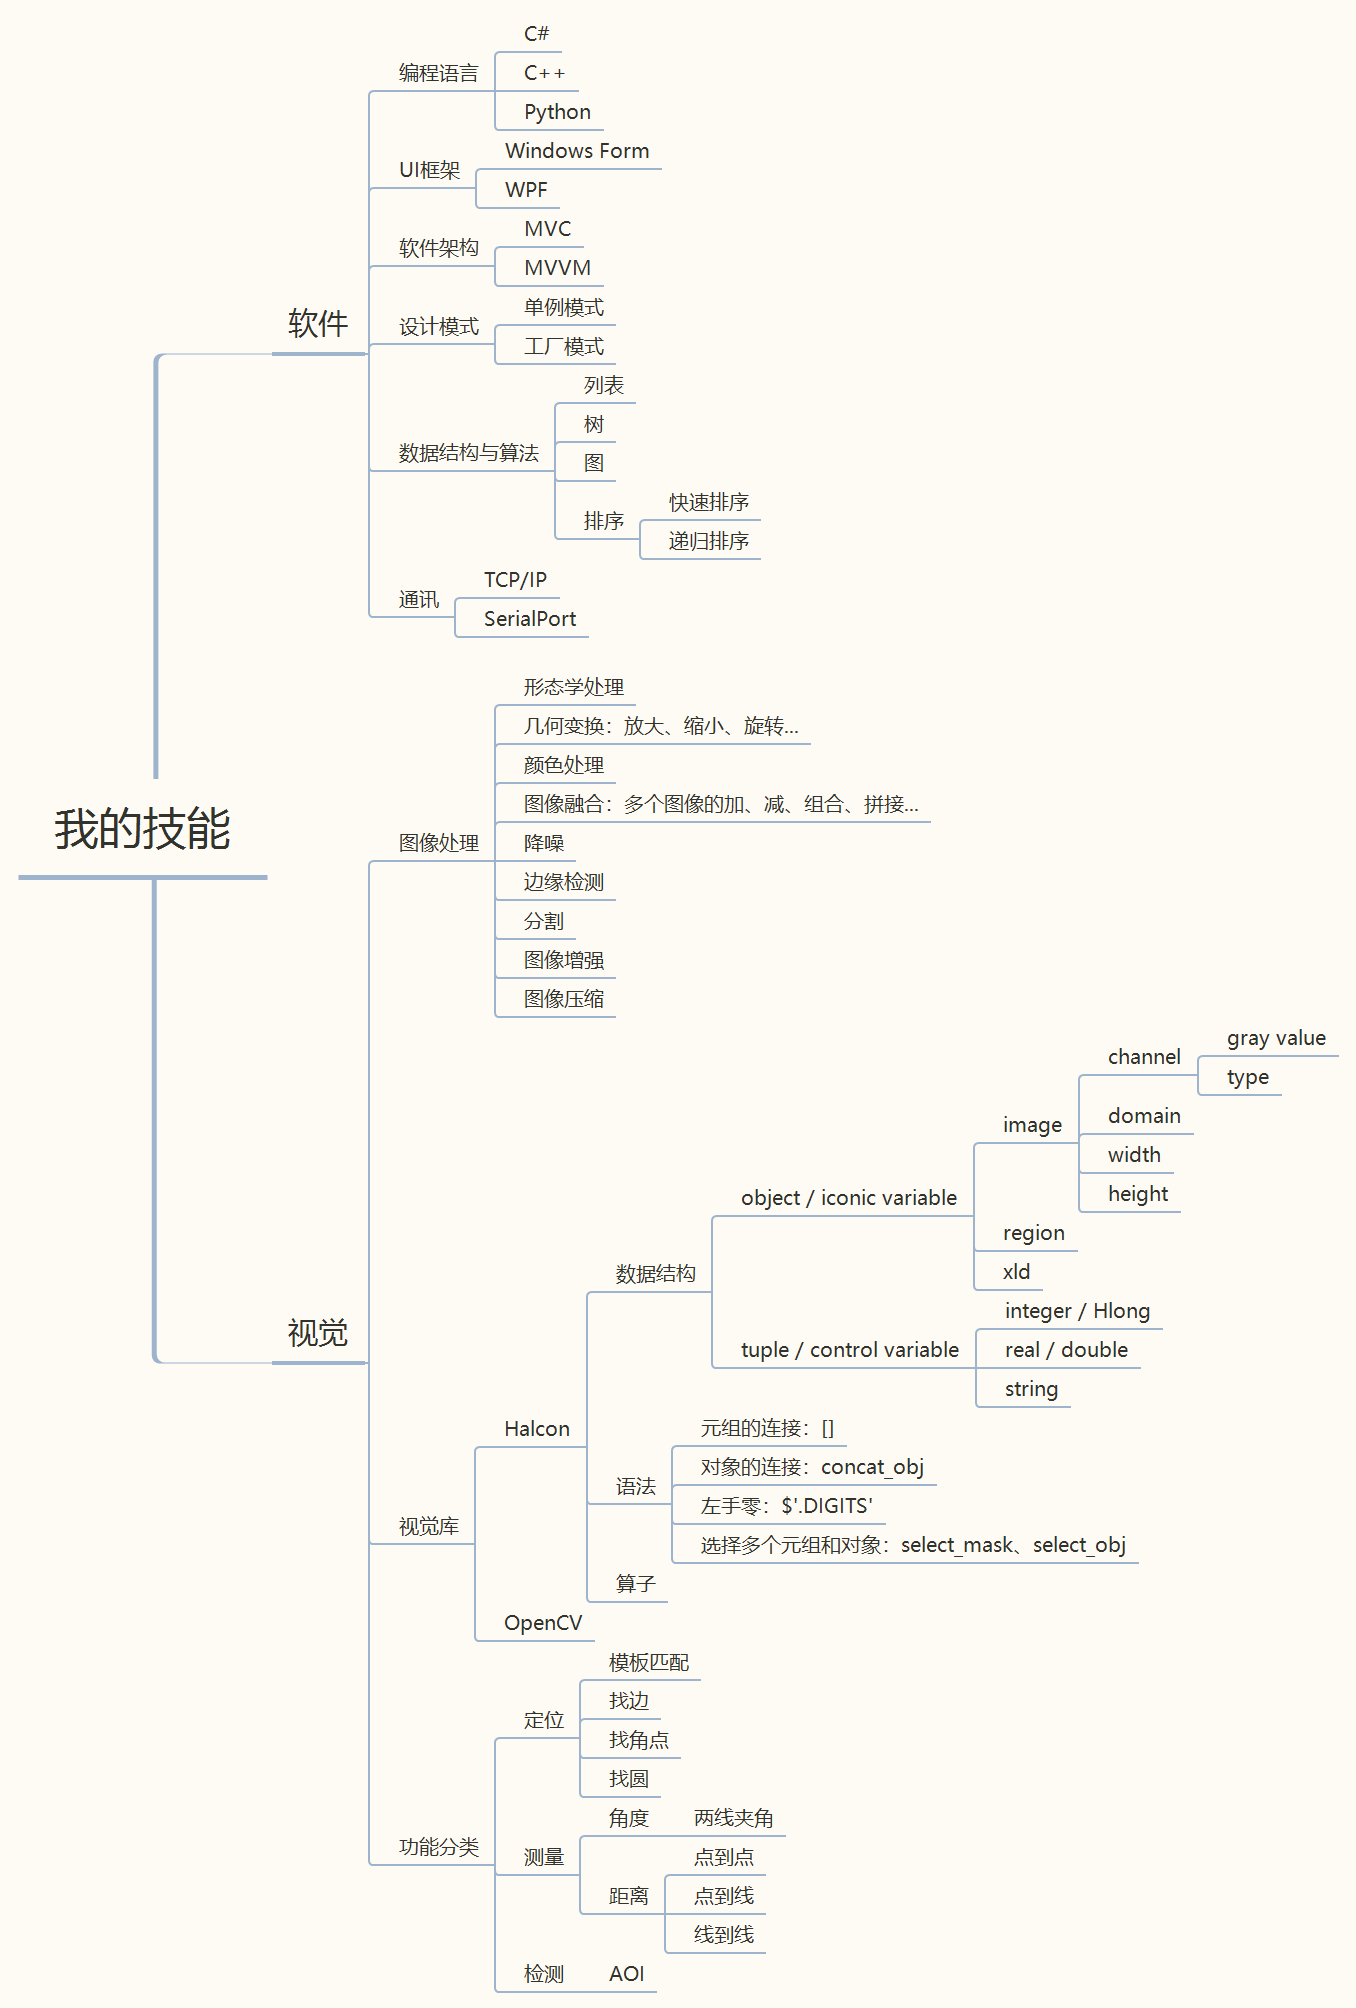 我的技能
软件
编程语言
C#
C++
Python
UI框架
Windows Form
WPF
软件架构
MVC
MVVM
设计模式
单例模式
工厂模式
数据结构与算法
列表
树
图
排序
快速排序
递归排序
通讯
TCP/IP
SerialPort
视觉
图像处理
形态学处理
几何变换：放大、缩小、旋转...
颜色处理
图像融合：多个图像的加、减、组合、拼接...
降噪
边缘检测
分割
图像增强
图像压缩
视觉库
Halcon
数据结构
object / iconic variable
image
channel
gray value
type
domain
width
height
region
xld
tuple / control variable
integer / Hlong
real / double
string
语法
元组的连接：[]
对象的连接：concat_obj
左手零：$'.DIGITS'
选择多个元组和对象：select_mask、select_obj
算子
OpenCV
功能分类
定位
模板匹配
找边
找角点
找圆
测量
角度
两线夹角
距离
点到点
点到线
线到线
检测
AOI